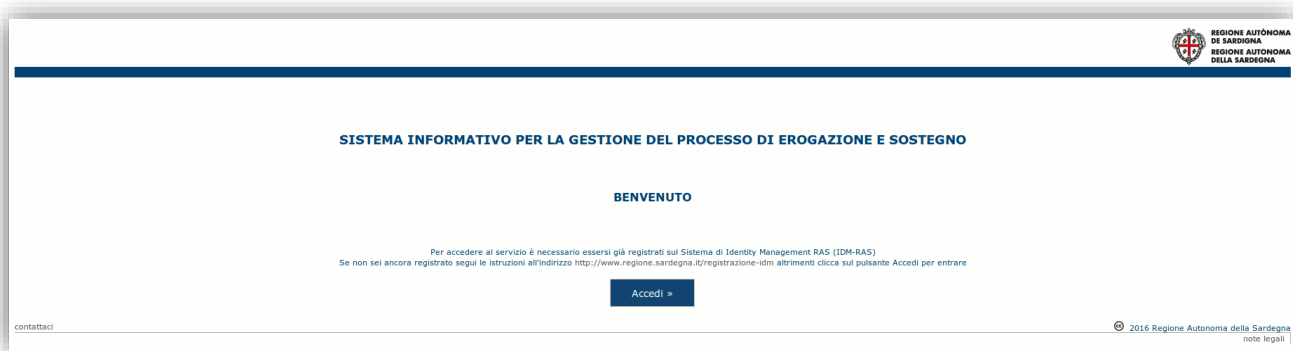 REGIONE AUTÒNOMA
DE SARDIGNA
REGIONE AUTONOMA
DELLA SARDEGNA
SISTEMA INFORMATIVO PER LA GESTIONE DEL PROCESSO DI EROGAZIONE E SOSTEGNO
BENVENUTO
Per accedere al servizio è necessario essersi già registrati sul Sistema di Identity Management RAS (IDM-RAS)
Se non sei ancora registrato segui le istruzioni all'indirizzo http://www.regione.sardegna.it/registrazione-idm altrimenti clicca sul pulsante Accedi per entrare
Accedi »
contattaci
2016 Regione Autonoma della Sardegna
note legali |